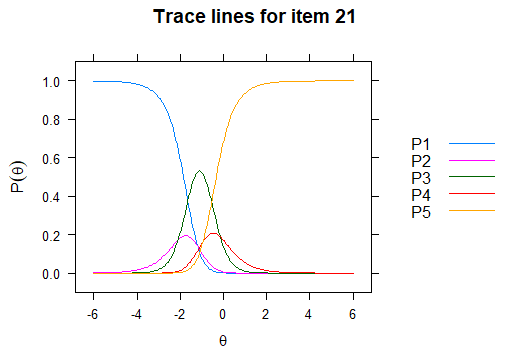 Trace lines for item 21
1.0
0.8
0.6
0.4
0.2
0.0
P(θ)
-6 -4 -2 0 2 4 6
θ
P1
P2
P3
P4
P5